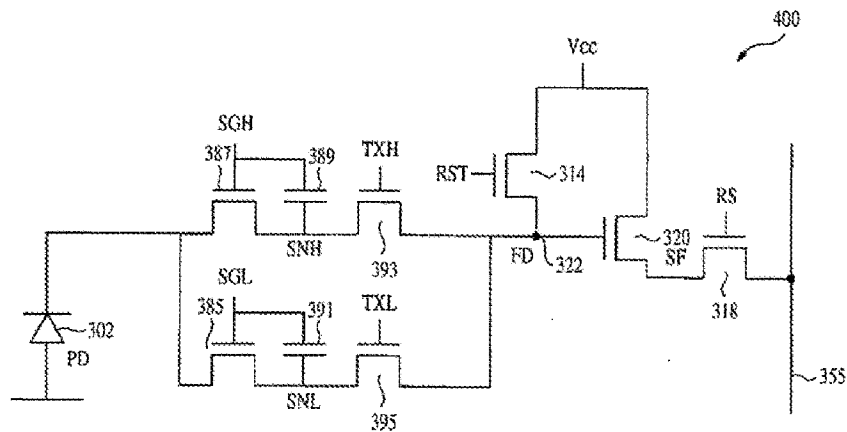 400
Vcc
SGH
387
389
TXH
RST
314
RS
SNH
393
FD
322
320
SF
318
SGL
385
391
TXL
302
PD
SNL
395
355